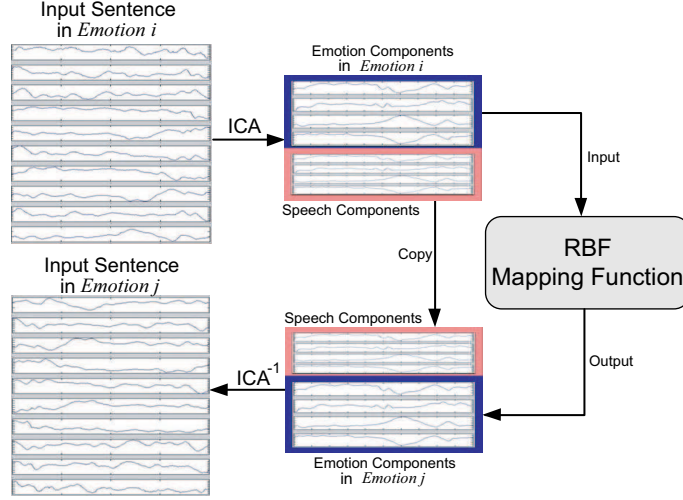 Input Sentence
in Emotion i
ICA
Emotion Components
in Emotion i
Speech Components
Input
Copy
RBF
Mapping Function
Output
Speech Components
Emotion Components
in Emotion j
ICA-1
Input Sentence
in Emotion j